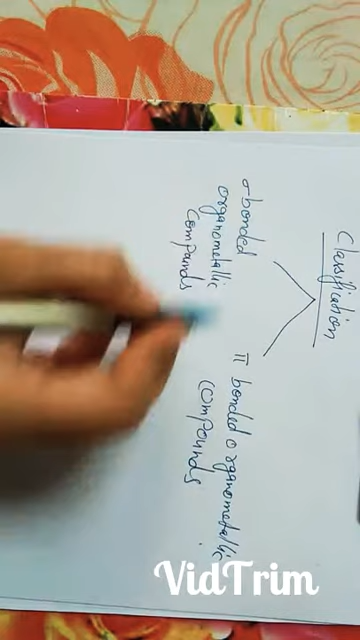 Classification
σ bonded
organometallic
Compounds
π bonded organometallic
Compounds
VidTrim